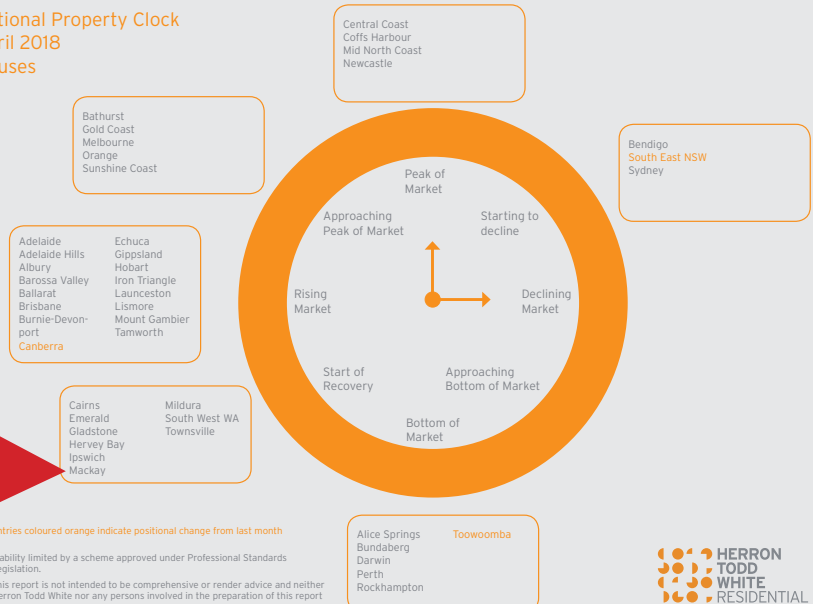 tional Property Clock
ril 2018
uses
Central Coast
Coffs Harbour
Mid North Coast
Newcastle
Bathurst
Gold Coast
Melbourne
Orange
Sunshine Coast
Bendigo
South East NSW
Sydney
Peak of
Market
Approaching
Peak of Market
Starting to
decline
Rising
Market
Declining
Market
Start of
Recovery
Approaching
Bottom of Market
Bottom of
Market
Adelaide
Adelaide Hills
Albury
Barossa Valley
Ballarat
Brisbane
Burnie-Devon-
port
Canberra
Echuca
Gippsland
Hobart
Iron Triangle
Launceston
Lismore
Mount Gambier
Tamworth
Cairns
Emerald
Gladstone
Hervey Bay
Ipswich
Mackay
Mildura
South West WA
Townsville
Alice Springs
Bundaberg
Darwin
Perth
Rockhampton
Toowoomba
ntries coloured orange indicate positional change from last month
ability limited by a scheme approved under Professional Standards
egislation.
his report is not intended to be comprehensive or render advice and neither
erron Todd White nor any persons involved in the preparation of this report
HERRON
TODD
WHITE
RESIDENTIAL